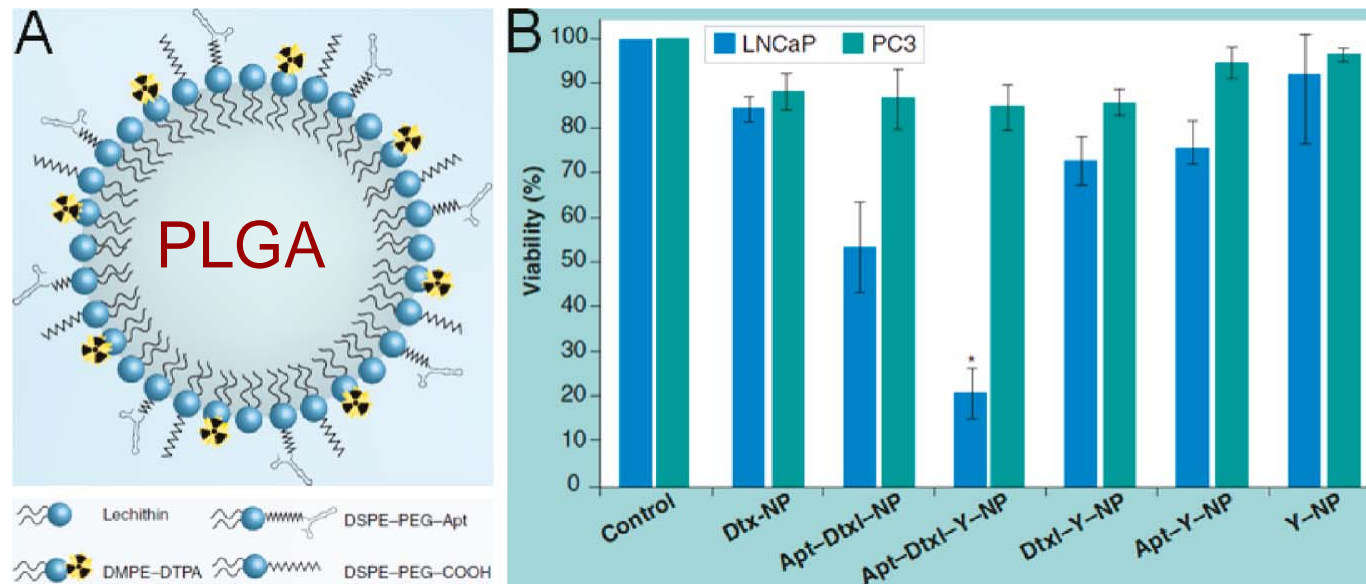 A
PLGA
Lechithin
DSPE–PEG–Apt
DMPE–DTPA
DSPE–PEG–COOH
B
LNCaP PC3
Viability (%)
100
90
80
70
60
50
40
30
20
10
0
*
Control
Dtx-NP
Apt–Dtxl–NP
Apt–Dtxl–Y–NP
Dtxl–Y–NP
Apt–Y–NP
Y–NP